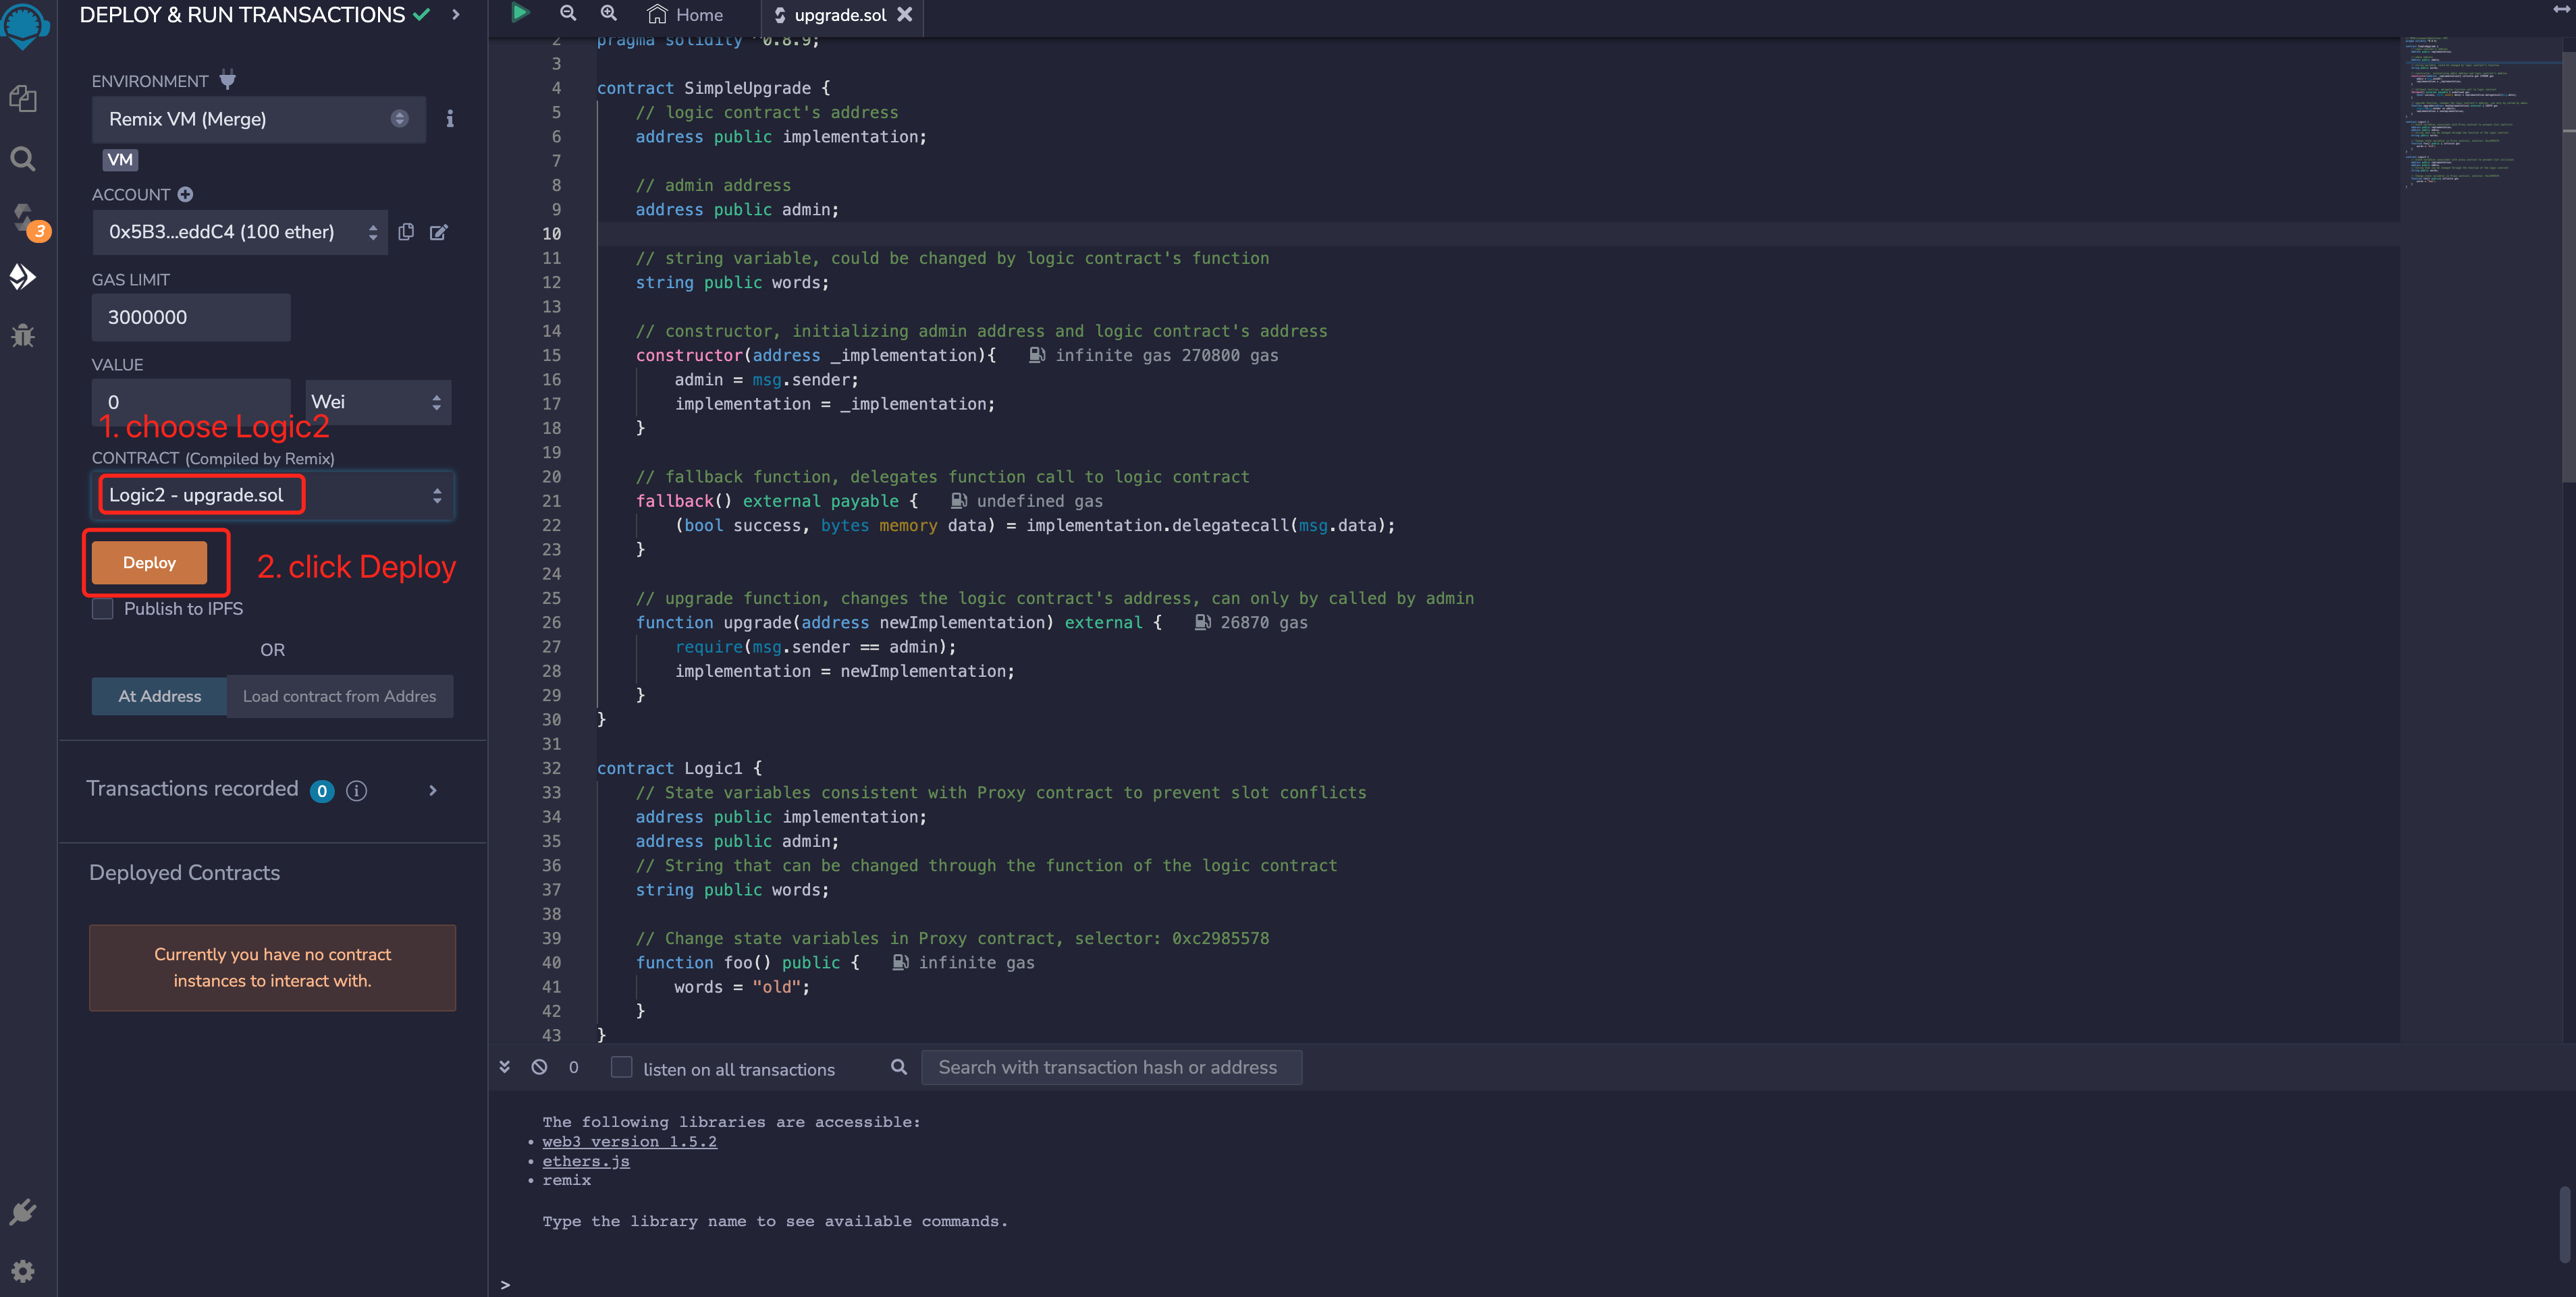 DEPLOY & RUN TRANSACTIONS
ENVIRONMENT
Remix VM (Merge)
VM
ACCOUNT
0x5B3...eddC4 (100 ether)
GAS LIMIT
3000000
VALUE
0
Wei
1. choose Logic2
CONTRACT (Compiled by Remix)
Logic2 - upgrade.sol
Deploy
2. click Deploy
Publish to IPFS
OR
At Address
Load contract from Addres
Transactions recorded 0
Deployed Contracts
Currently you have no contract
instances to interact with.
3
Home
upgrade.sol
2 pragma solidity ^0.8.9;
3
4 contract SimpleUpgrade {
5 // logic contract's address
6 address public implementation;
7
8 // admin address
9 address public admin;
10
11 // string variable, could be changed by logic contract's function
12 string public words;
13
14 // constructor, initializing admin address and logic contract's address
15 constructor(address _implementation){ infinite gas 270800 gas
16 admin = msg.sender;
17 implementation = _implementation;
18 }
19
20 // fallback function, delegates function call to logic contract
21 fallback() external payable { undefined gas
22 (bool success, bytes memory data) = implementation.delegatecall(msg.data);
23 }
24
25 // upgrade function, changes the logic contract's address, can only by called by admin
26 function upgrade(address newImplementation) external { 26870 gas
27 require(msg.sender == admin);
28 implementation = newImplementation;
29 }
30 }
31
32 contract Logic1 {
33 // State variables consistent with Proxy contract to prevent slot conflicts
34 address public implementation;
35 address public admin;
36 // String that can be changed through the function of the logic contract
37 string public words;
38
39 // Change state variables in Proxy contract, selector: 0xc2985578
40 function foo() public { infinite gas
41 words = "old";
42 }
43 }
0
listen on all transactions
Search with transaction hash or address
The following libraries are accessible:
• web3 version 1.5.2
• ethers.js
• remix
Type the library name to see available commands.
>